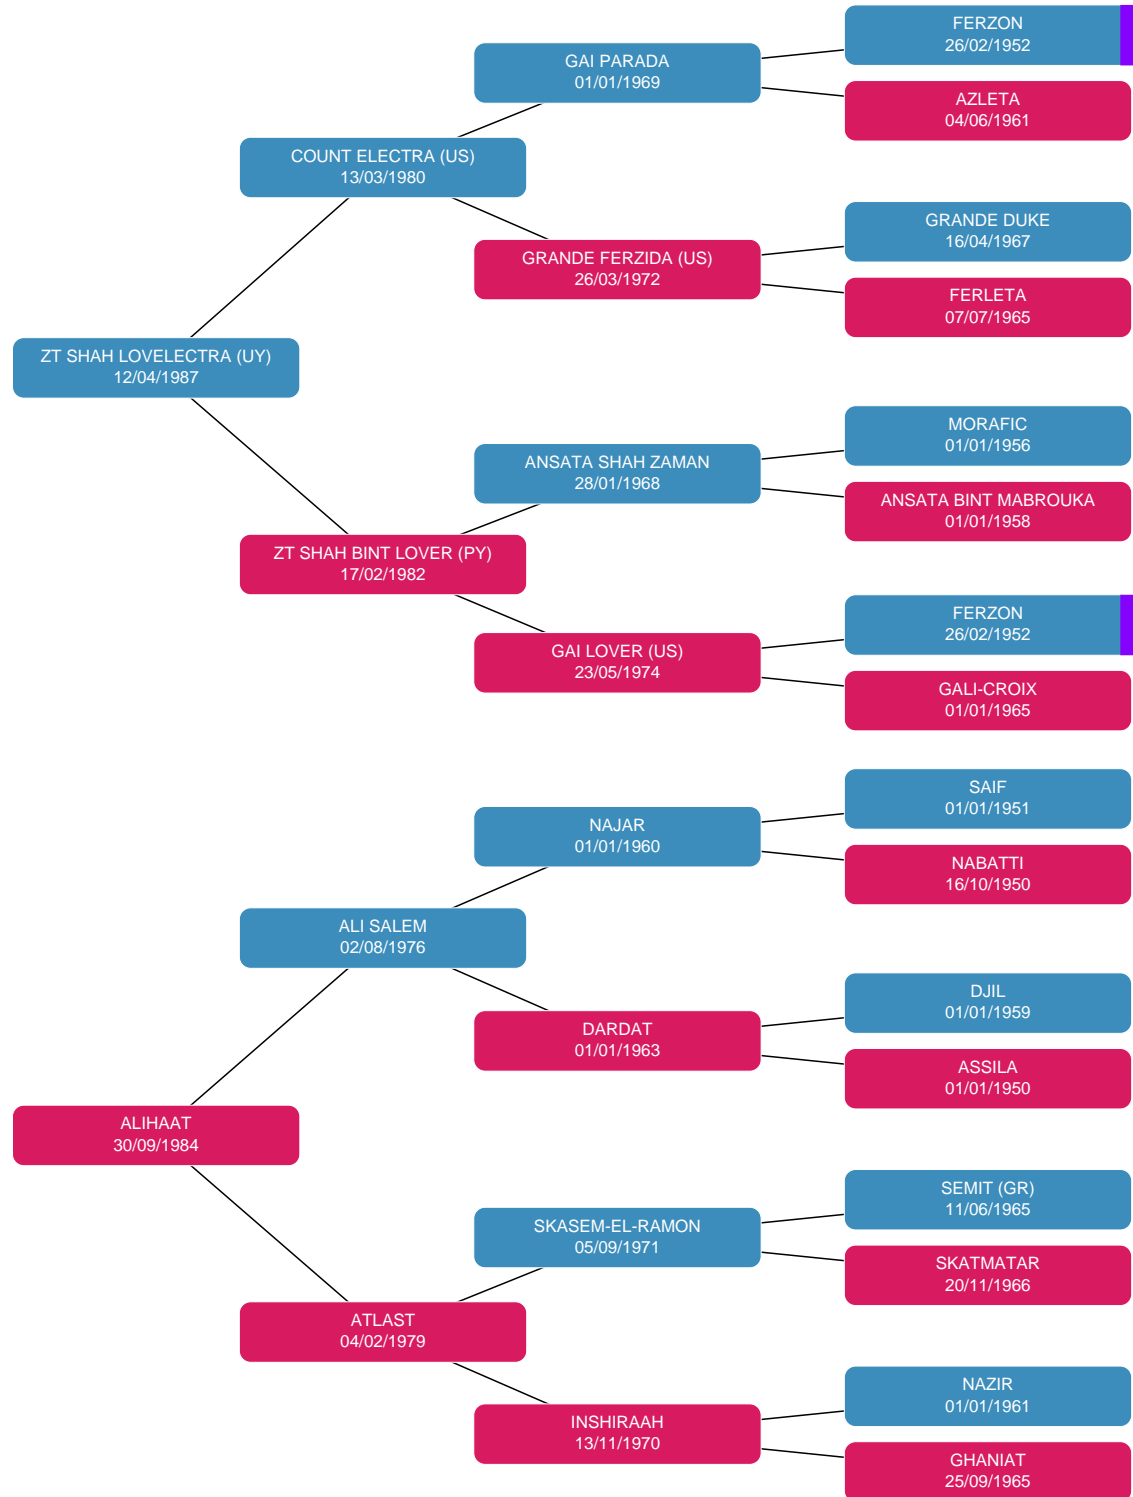 FERZON
26/02/1952
GAI PARADA
01/01/1969
AZLETA
04/06/1961
COUNT ELECTRA (US)
13/03/1980
GRANDE DUKE
16/04/1967
GRANDE FERZIDA (US)
26/03/1972
FERLETA
07/07/1965
ZT SHAH LOVELECTRA (UY)
12/04/1987
MORAFIC
01/01/1956
ANSATA SHAH ZAMAN
28/01/1968
ANSATA BINT MABROUKA
01/01/1958
ZT SHAH BINT LOVER (PY)
17/02/1982
FERZON
26/02/1952
GAI LOVER (US)
23/05/1974
GALI-CROIX
01/01/1965
SAIF
01/01/1951
NAJAR
01/01/1960
NABATTI
16/10/1950
ALI SALEM
02/08/1976
DJIL
01/01/1959
DARDAT
01/01/1963
ASSILA
01/01/1950
ALIHAAT
30/09/1984
SEMIT (GR)
11/06/1965
SKASEM-EL-RAMON
05/09/1971
SKATMATAR
20/11/1966
ATLAST
04/02/1979
NAZIR
01/01/1961
INSHIRAAH
13/11/1970
GHANIAT
25/09/1965